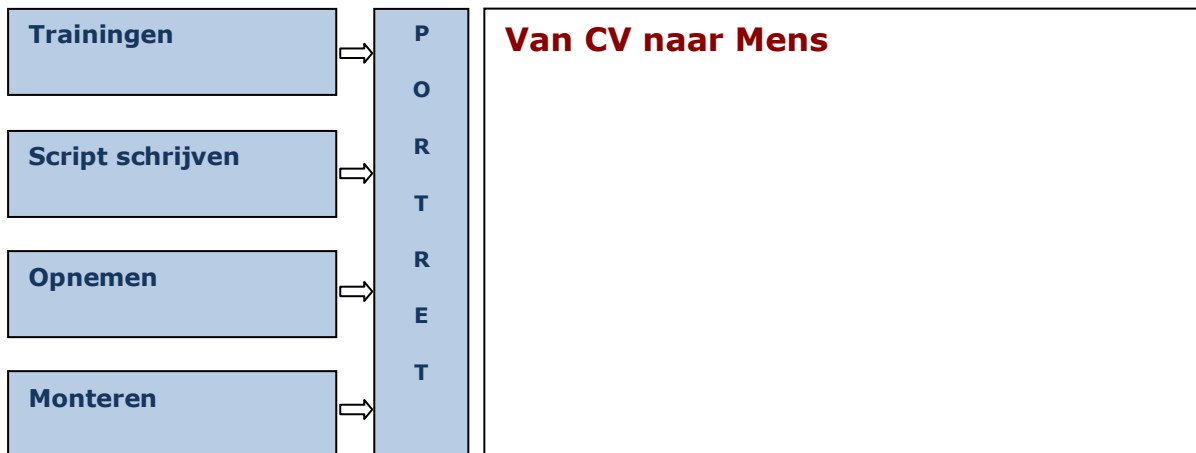 Trainingen
Script schrijven
Opnemen
Monteren
P
O
R
T
R
E
T
Van CV naar Mens